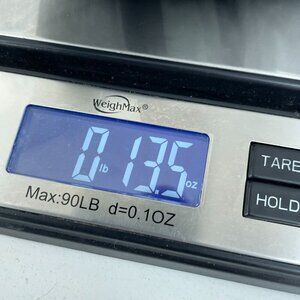 WeighMax®
0 lb 13.5 oz
TARE
HOLD
Max:90LB d=0.1OZ